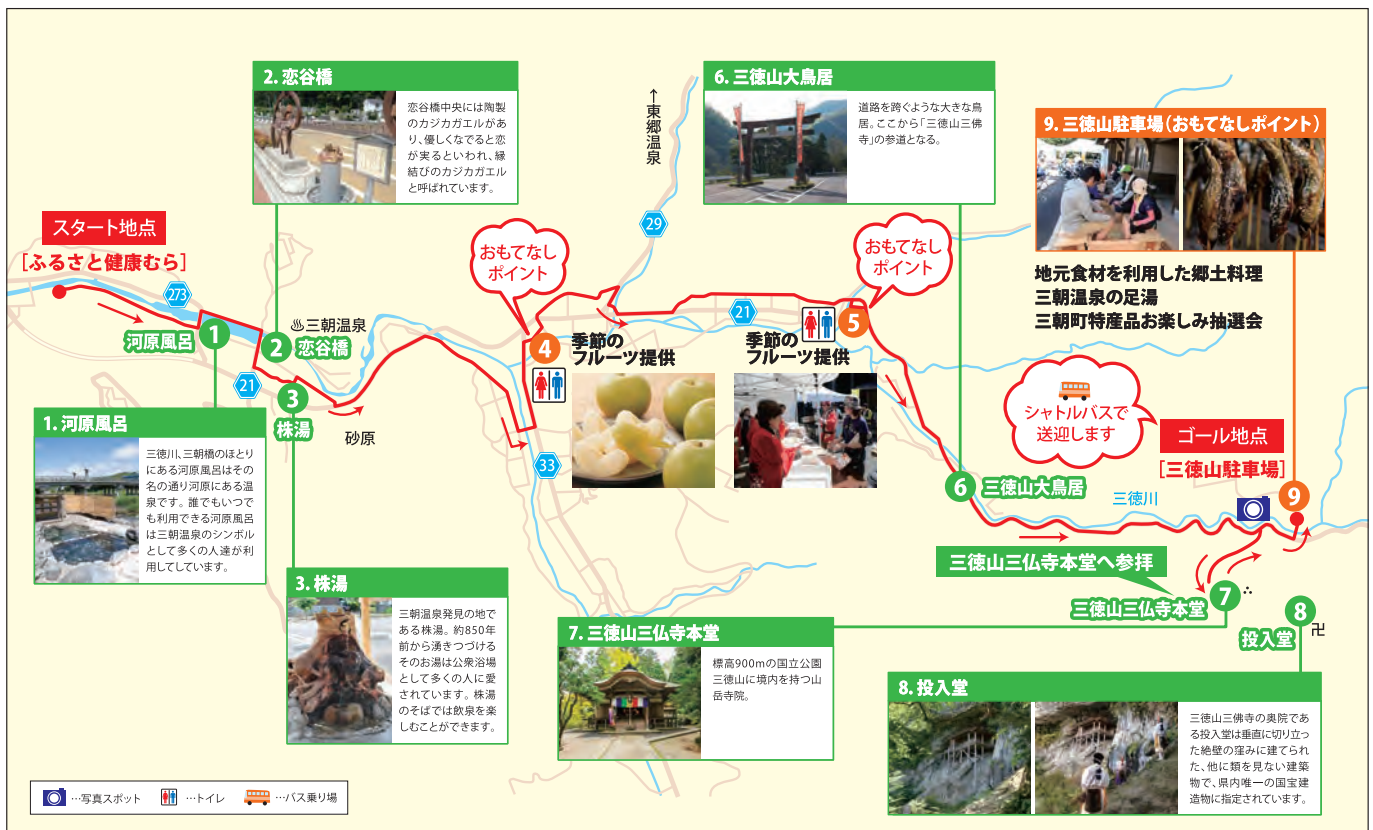 2. 恋谷橋
恋谷橋中央には陶製
のカジカガエルがあ
り、優しくなでると恋
が実るといわれ、縁
結びのカジカガエル
と呼ばれています。
↑東郷温泉
6. 三徳山大鳥居
道路を跨ぐような大きな鳥
居。ここから「三徳山三佛
寺」の参道となる。
9. 三徳山駐車場(おもてなしポイント)
地元食材を利用した郷土料理
三朝温泉の足湯
三朝町特産品お楽しみ抽選会
スタート地点
[ふるさと健康むら]
273
河原風呂
1
♨三朝温泉
2
恋谷橋
21
3
株湯
砂原
おもてなし
ポイント
4
季節の
フルーツ提供
29
33
21
おもてなし
ポイント
5
季節の
フルーツ提供
シャトルバスで
送迎します
ゴール地点
[三徳山駐車場]
9
6
三徳山大鳥居
三徳川
三徳山三仏寺本堂へ参拝
三徳山三仏寺本堂
7
8
投入堂
卍
1. 河原風呂
三徳川、三朝橋のほとり
にある河原風呂はその
名の通り河原にある温
泉です。誰でもいつで
も利用できる河原風呂
は三朝温泉のシンボル
として多くの人達が利
用してしています。
3. 株湯
三朝温泉発見の地で
ある株湯。約850年
前から湧きつづける
そのお湯は公衆浴場
として多くの人に愛
されています。株湯
のそばでは飲泉を楽
しむことができます。
7. 三徳山三仏寺本堂
標高900mの国立公園
三徳山に境内を持つ山
岳寺院。
8. 投入堂
三徳山三佛寺の奥院であ
る投入堂は垂直に切り立っ
た絶壁の窪みに建てられ
た、他に類を見ない建築
物で、県内唯一の国宝建
造物に指定されています。
…写真スポット …トイレ …バス乗り場